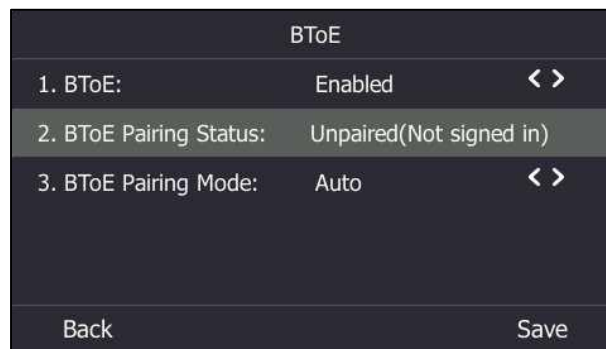 BToE
1. BToE: Enabled < >
2. BToE Pairing Status: Unpaired(Not signed in)
3. BToE Pairing Mode: Auto < >
Back Save